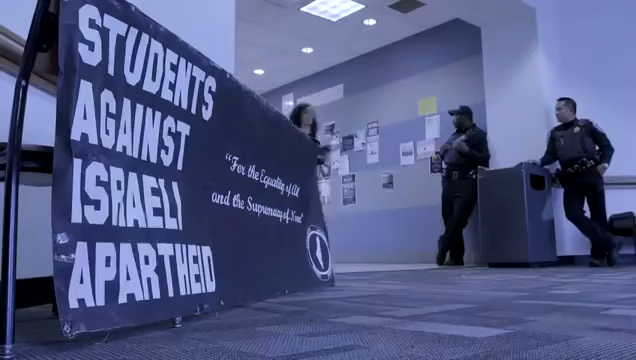 STUDENTS
AGAINST
ISRAELI
APARTHEID
"For the Equality of All
and the Supremacy of None"